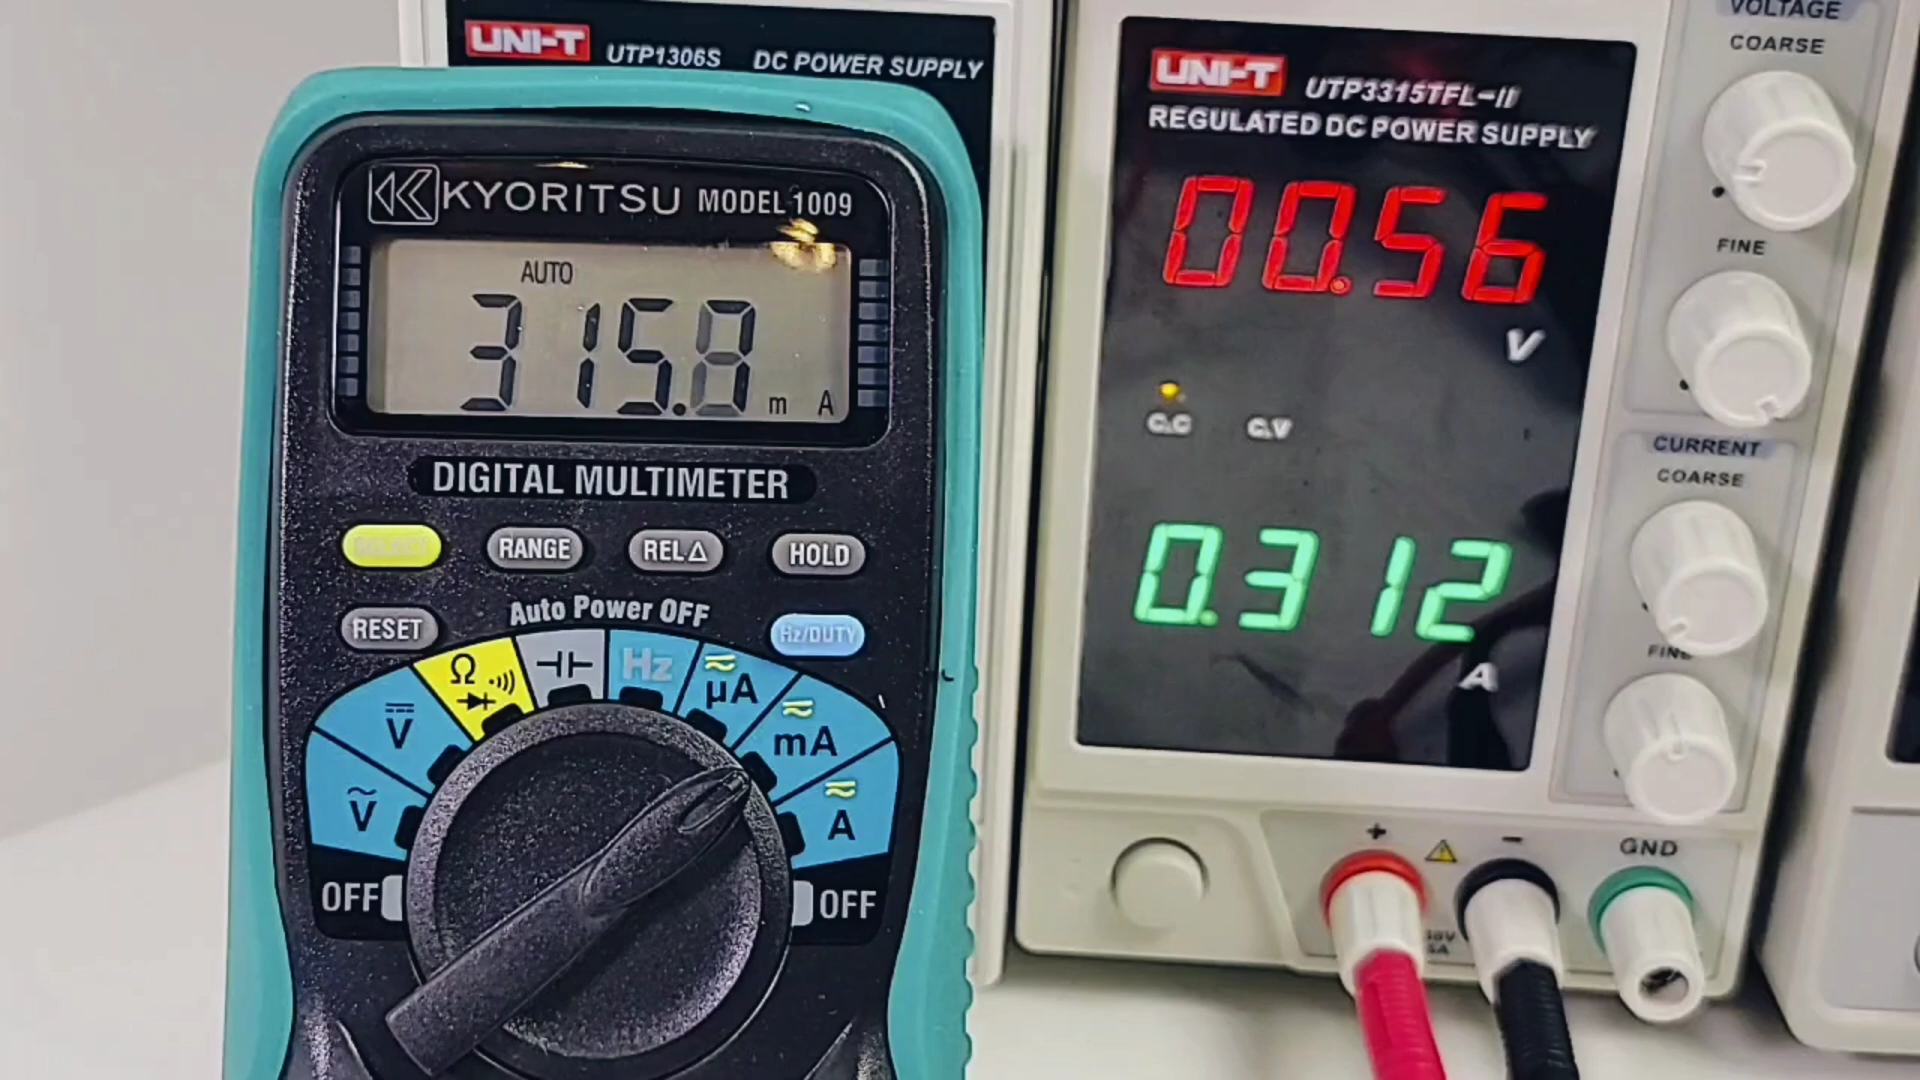 UNI-T UTP1306S DC POWER SUPPLY
KYORITSU MODEL 1009
AUTO
315.8 m A
DIGITAL MULTIMETER
SELECT RANGE REL△ HOLD
RESET Auto Power OFF Hz/DUTY
Ω
Hz
µA
mA
A
V
V
OFF
OFF
UNI-T UTP3315TFL-II
REGULATED DC POWER SUPPLY
00.56
V
C.C C.V
0.312
A
VOLTAGE
COARSE
FINE
CURRENT
COARSE
FINE
+ - GND